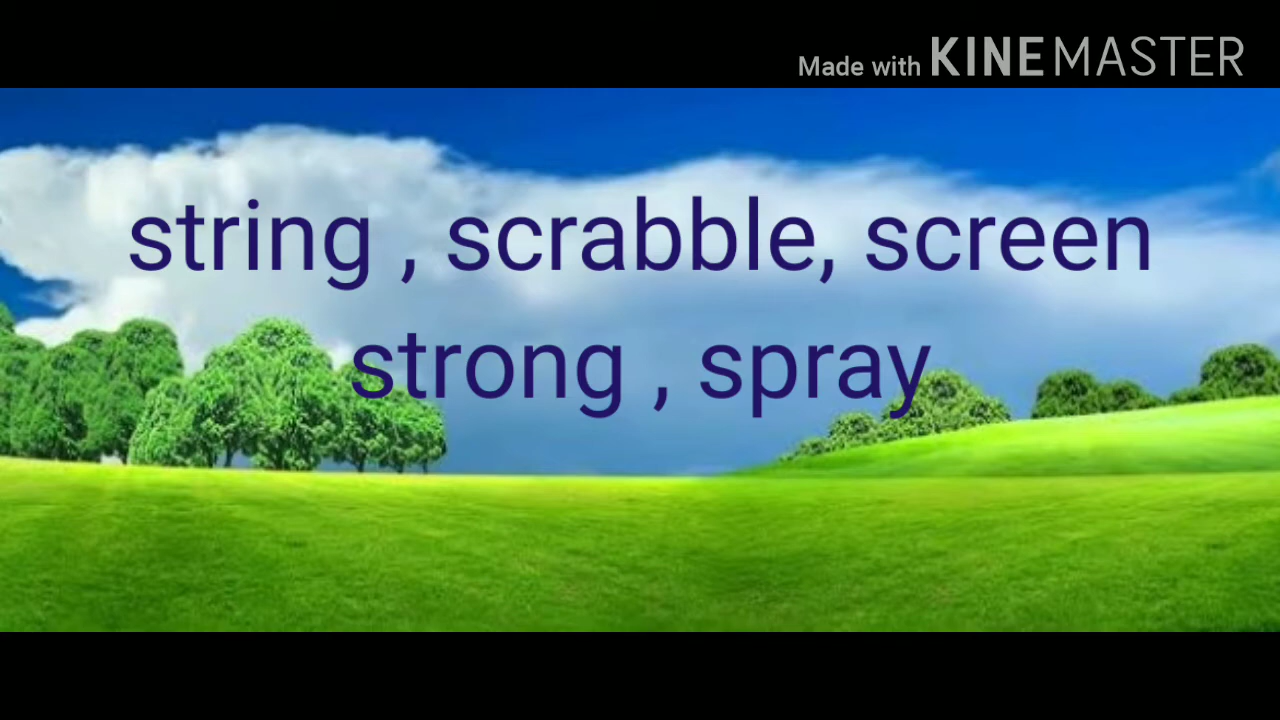 Made with KINEMASTER
string , scrabble, screen
strong , spray